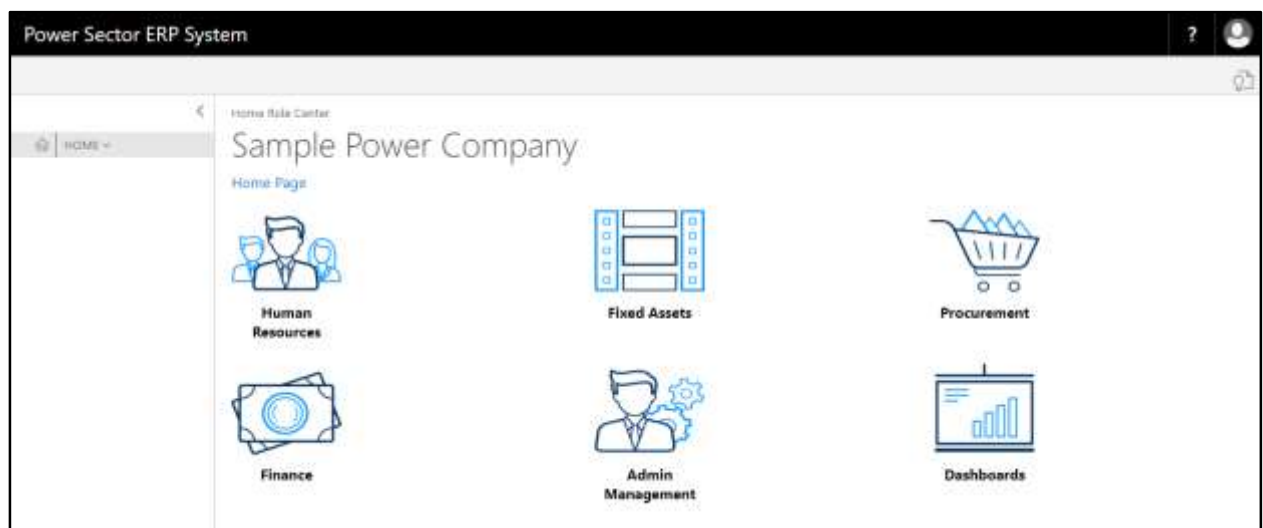 Power Sector ERP System
?
Home Role Center
HOME
Sample Power Company
Home Page
Human
Resources
Fixed Assets
Procurement
Finance
Admin
Management
Dashboards